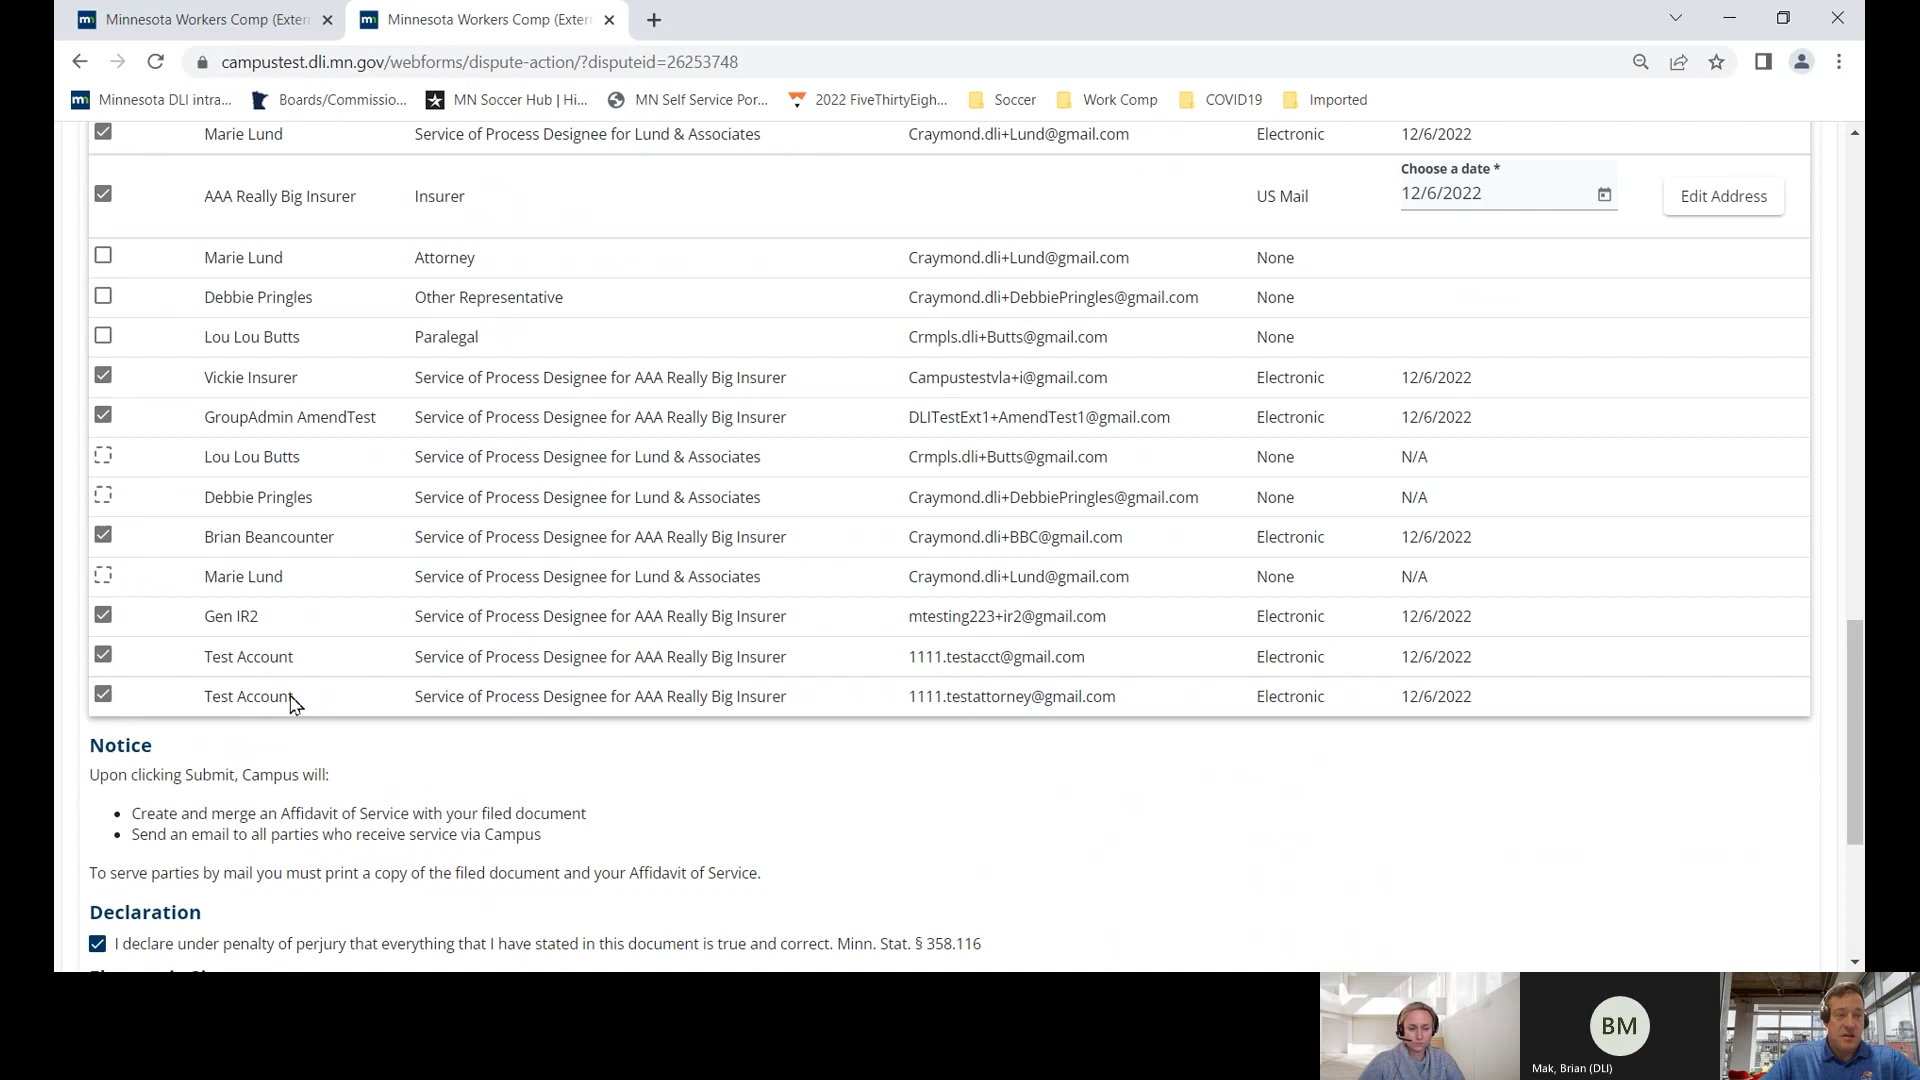 Minnesota Workers Comp (Exter
Minnesota Workers Comp (Exter
campustest.dli.mn.gov/webforms/dispute-action/?disputeid=26253748
Minnesota DLI intra...
Boards/Commissio...
MN Soccer Hub | Hi...
MN Self Service Por...
2022 FiveThirtyEigh...
Soccer
Work Comp
COVID19
Imported
Marie Lund Service of Process Designee for Lund & Associates Craymond.dli+Lund@gmail.com Electronic 12/6/2022
Choose a date *
AAA Really Big Insurer Insurer US Mail 12/6/2022 Edit Address
Marie Lund Attorney Craymond.dli+Lund@gmail.com None
Debbie Pringles Other Representative Craymond.dli+DebbiePringles@gmail.com None
Lou Lou Butts Paralegal Crmpls.dli+Butts@gmail.com None
Vickie Insurer Service of Process Designee for AAA Really Big Insurer Campustestvla+i@gmail.com Electronic 12/6/2022
GroupAdmin AmendTest Service of Process Designee for AAA Really Big Insurer DLITestExt1+AmendTest1@gmail.com Electronic 12/6/2022
Lou Lou Butts Service of Process Designee for Lund & Associates Crmpls.dli+Butts@gmail.com None N/A
Debbie Pringles Service of Process Designee for Lund & Associates Craymond.dli+DebbiePringles@gmail.com None N/A
Brian Beancounter Service of Process Designee for AAA Really Big Insurer Craymond.dli+BBC@gmail.com Electronic 12/6/2022
Marie Lund Service of Process Designee for Lund & Associates Craymond.dli+Lund@gmail.com None N/A
Gen IR2 Service of Process Designee for AAA Really Big Insurer mtesting223+ir2@gmail.com Electronic 12/6/2022
Test Account Service of Process Designee for AAA Really Big Insurer 1111.testacct@gmail.com Electronic 12/6/2022
Test Account Service of Process Designee for AAA Really Big Insurer 1111.testattorney@gmail.com Electronic 12/6/2022
Notice
Upon clicking Submit, Campus will:
Create and merge an Affidavit of Service with your filed document
Send an email to all parties who receive service via Campus
To serve parties by mail you must print a copy of the filed document and your Affidavit of Service.
Declaration
I declare under penalty of perjury that everything that I have stated in this document is true and correct. Minn. Stat. § 358.116
BM
Mak, Brian (DLI)